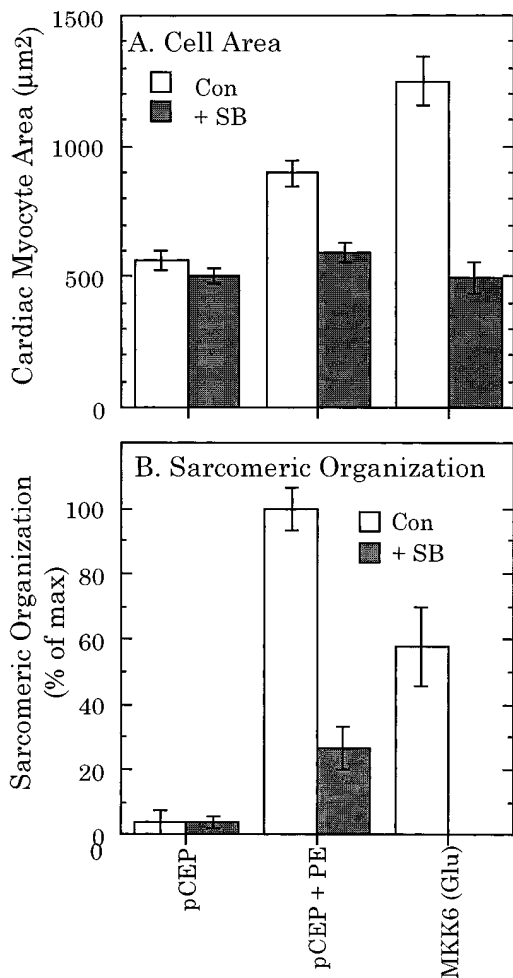 A. Cell Area
Con
+ SB
Cardiac Myocyte Area (µm2)
1500
1000
500
0
B. Sarcomeric Organization
Con
+ SB
Sarcomeric Organization
(% of max)
100
80
60
40
20
0
0
pCEP
pCEP + PE
MKK6 (Glu)